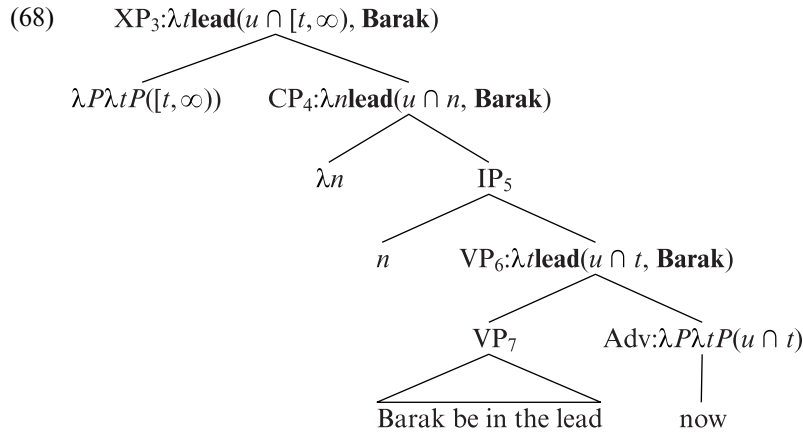 (68) XP₃:λtlead(u ∩ [t, ∞), Barak)
λPλtP([t, ∞)) CP₄:λnlead(u ∩ n, Barak)
λn IP₅
n VP₆:λtlead(u ∩ t, Barak)
VP₇ Adv:λPλtP(u ∩ t)
Barak be in the lead now